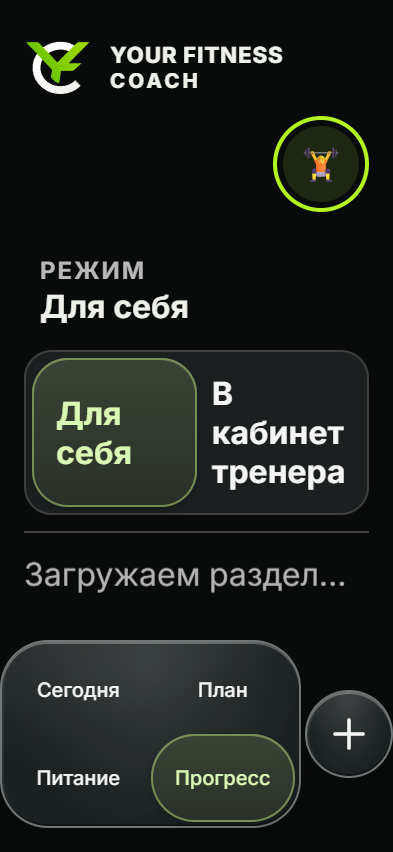 YOUR FITNESS
COACH
РЕЖИМ
Для себя
Для
себя
В
кабинет
тренера
Загружаем раздел...
Сегодня
План
Питание
Прогресс